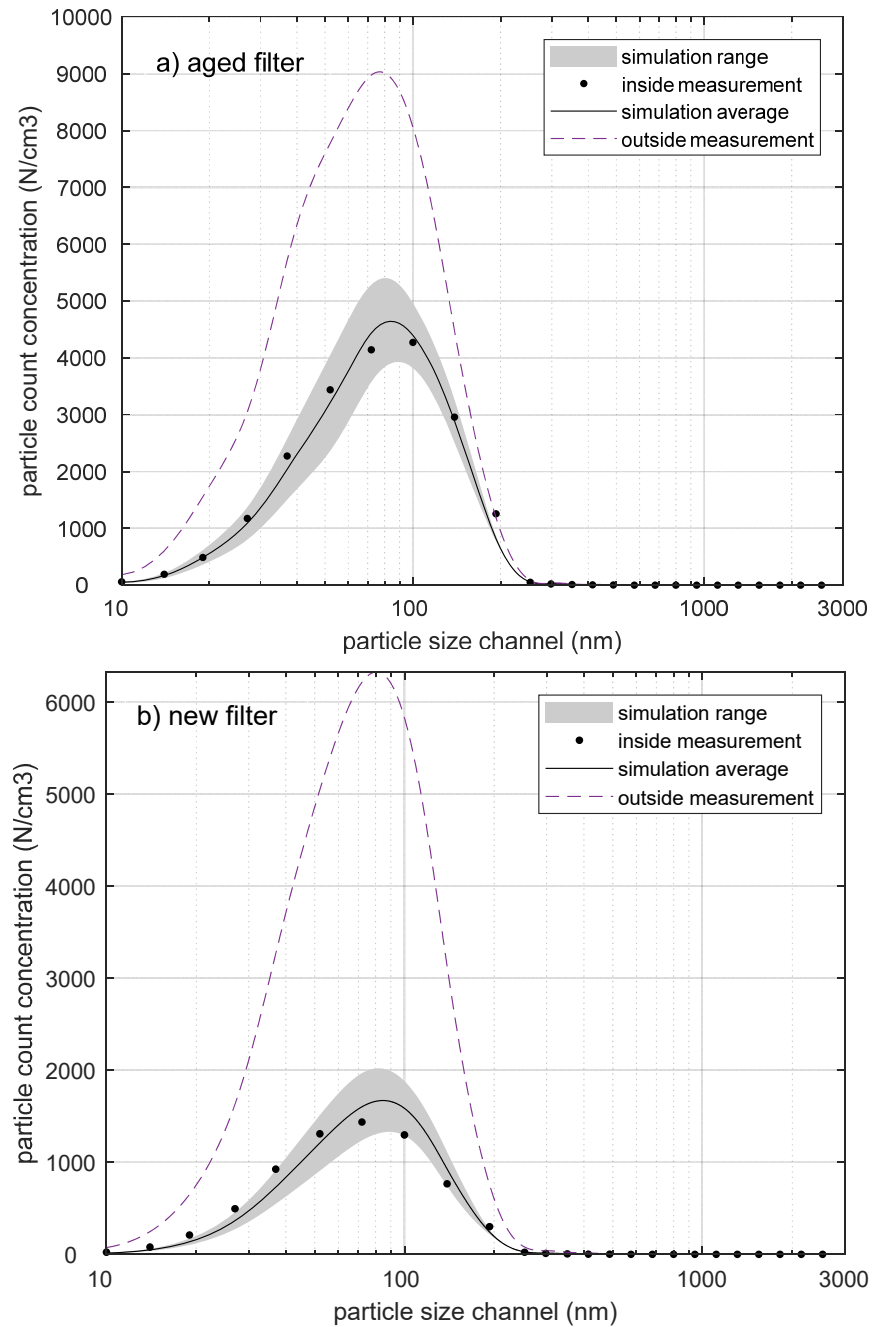 10000
9000
8000
7000
6000
5000
4000
3000
2000
1000
0
particle count concentration (N/cm3)
a) aged filter
simulation range
inside measurement
simulation average
outside measurement
10
100
1000
3000
particle size channel (nm)
6000
5000
4000
3000
2000
1000
0
particle count concentration (N/cm3)
b) new filter
simulation range
inside measurement
simulation average
outside measurement
10
100
1000
3000
particle size channel (nm)